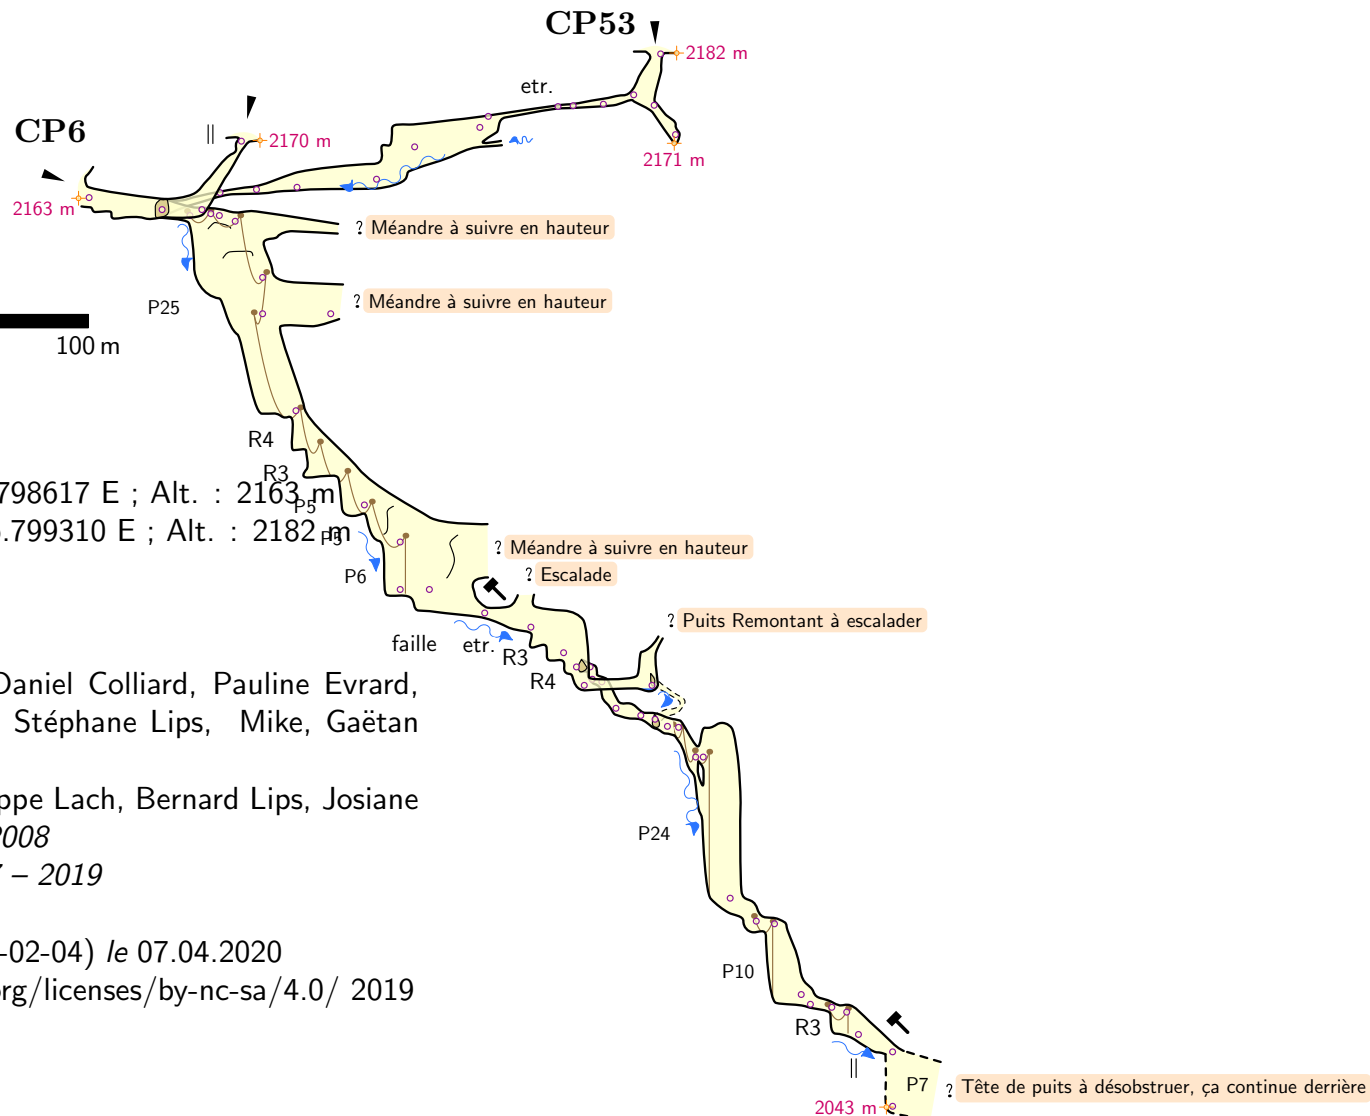 CP53
2182 m
etr.
CP6
2170 m
2171 m
2163 m
? Méandre à suivre en hauteur
P25
? Méandre à suivre en hauteur
100 m
R4
R3
798617 E ; Alt. : 2163 m
P5
.799310 E ; Alt. : 2182 m
P5
? Méandre à suivre en hauteur
P6
? Escalade
? Puits Remontant à escalader
faille
etr.
R3
R4
Daniel Colliard, Pauline Evrard,
Stéphane Lips, Mike, Gaëtan
ppe Lach, Bernard Lips, Josiane
P24
2008
– 2019
-02-04) le 07.04.2020
P10
org/licenses/by-nc-sa/4.0/ 2019
R3
P7
? Tête de puits à désobstruer, ça continue derrière
2043 m